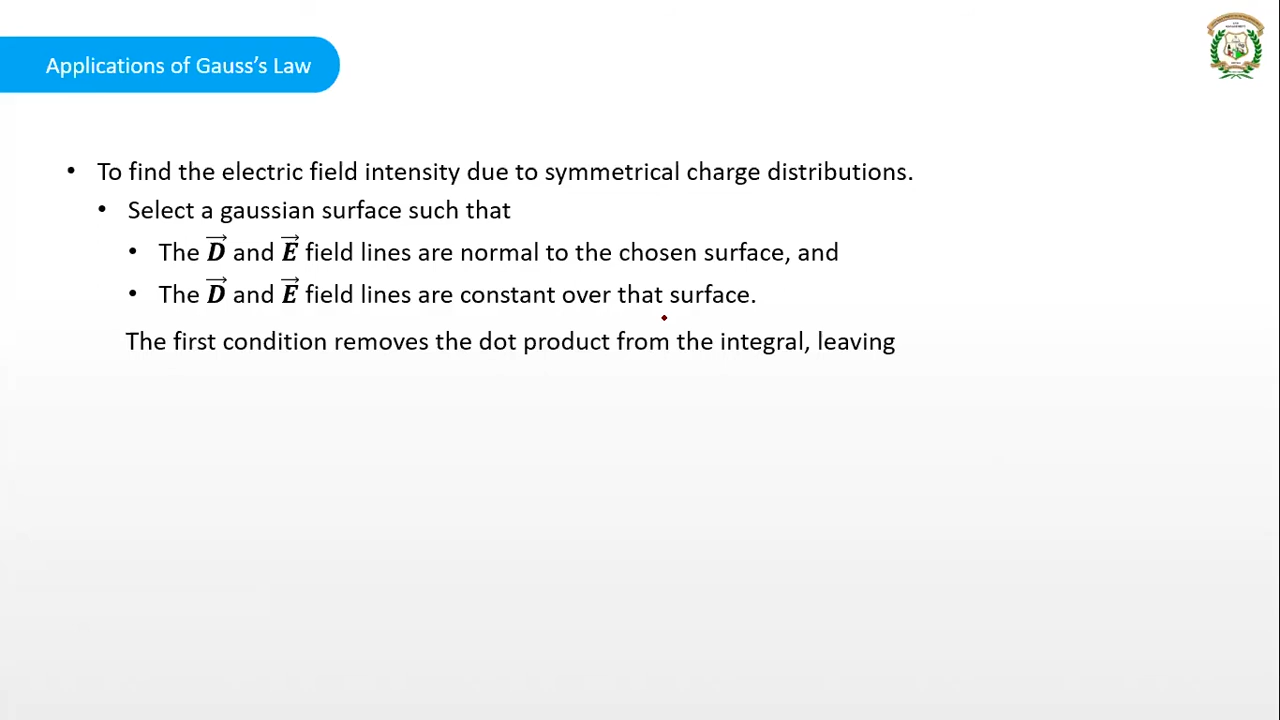 Applications of Gauss’s Law
• To find the electric field intensity due to symmetrical charge distributions.
• Select a gaussian surface such that
• The D⃗ and E⃗ field lines are normal to the chosen surface, and
• The D⃗ and E⃗ field lines are constant over that surface.
The first condition removes the dot product from the integral, leaving